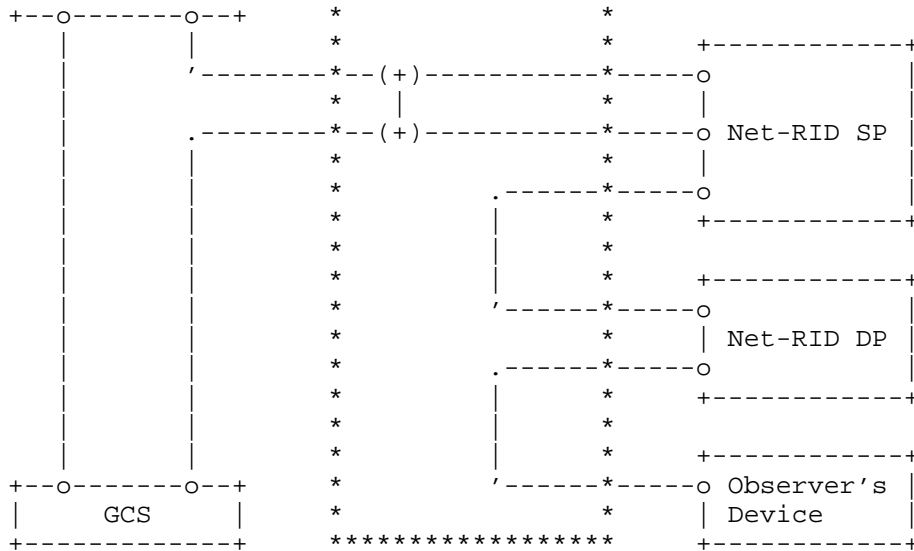 Net-RID SP
Net-RID DP
Observer's
GCS
Device